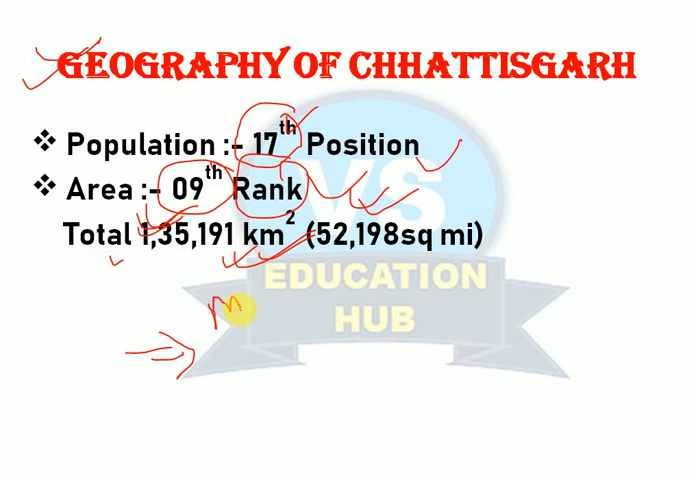 GEOGRAPHY OF CHHATTISGARH
❖ Population :- 17th Position
❖ Area :- 09th Rank
Total 1,35,191 km² (52,198sq mi)
VS
EDUCATION
HUB
m